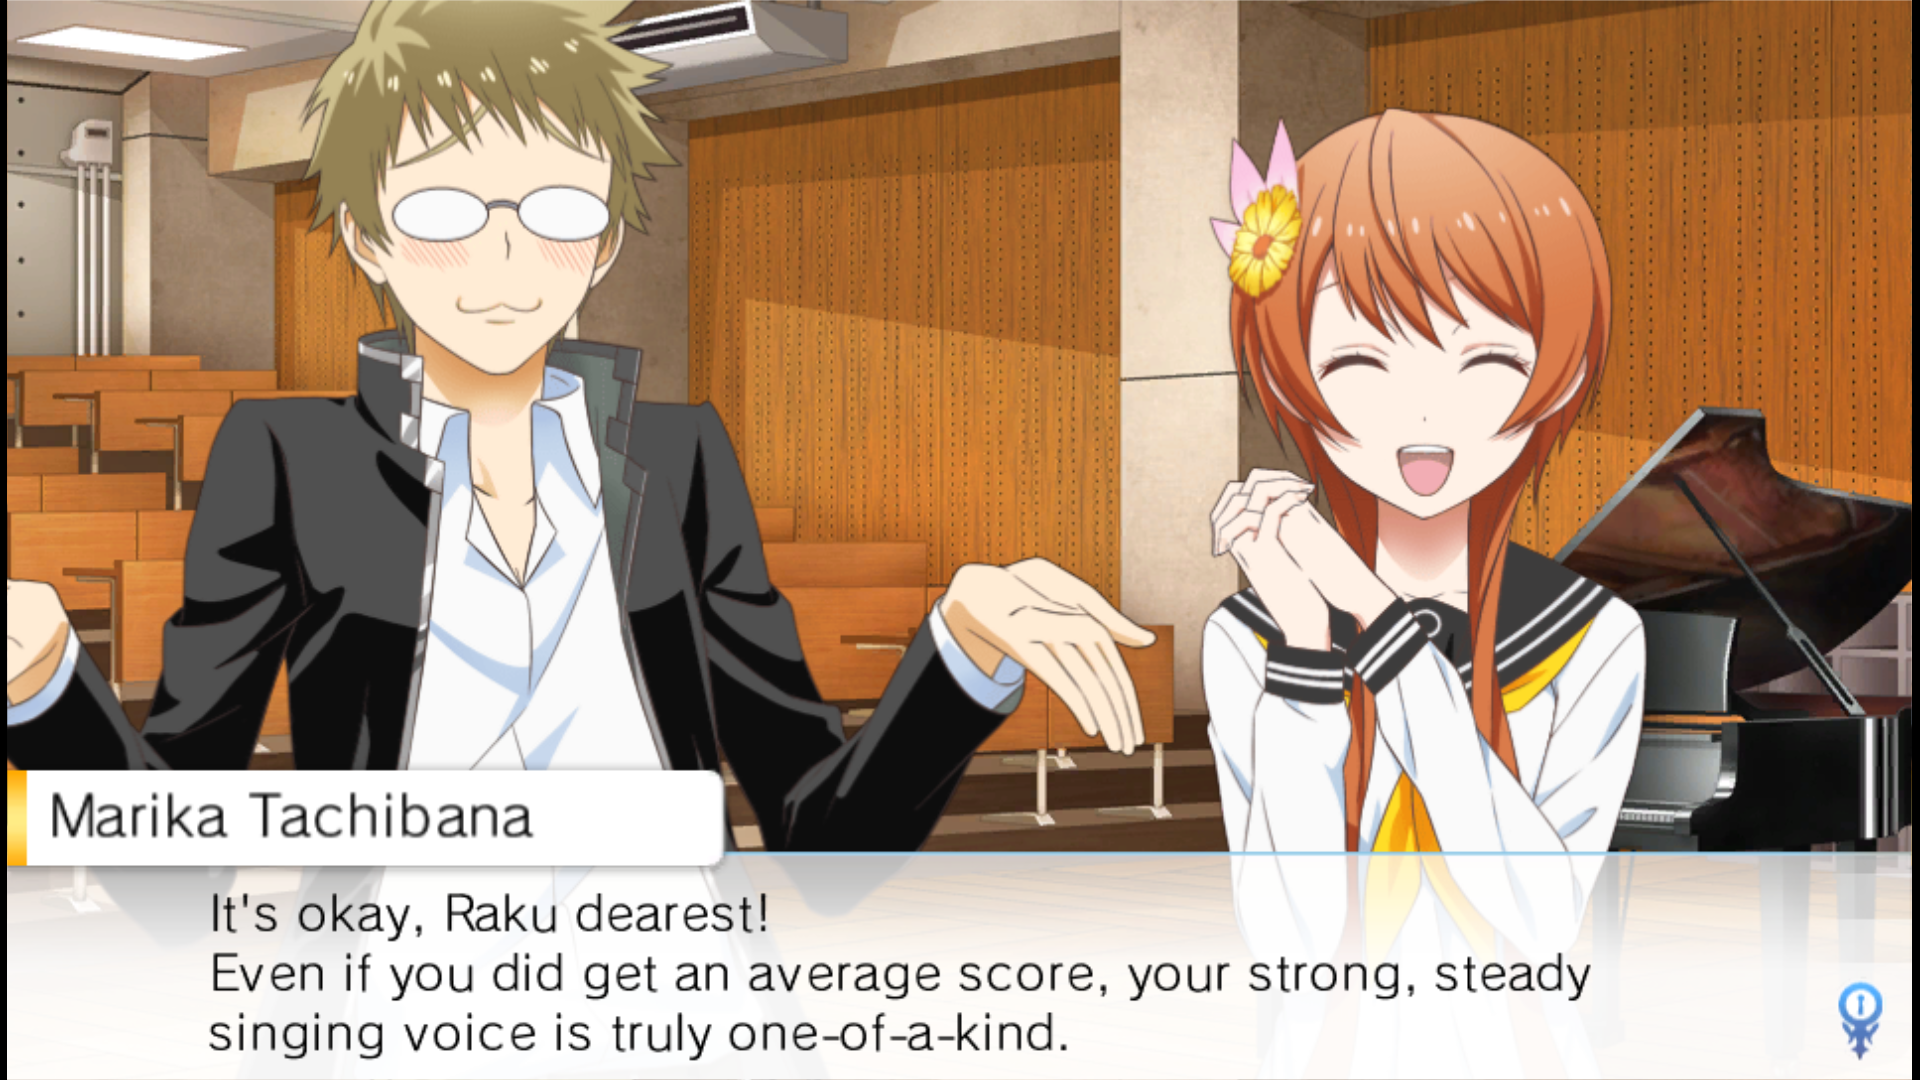 Marika Tachibana
It's okay, Raku dearest!
Even if you did get an average score, your strong, steady
singing voice is truly one-of-a-kind.